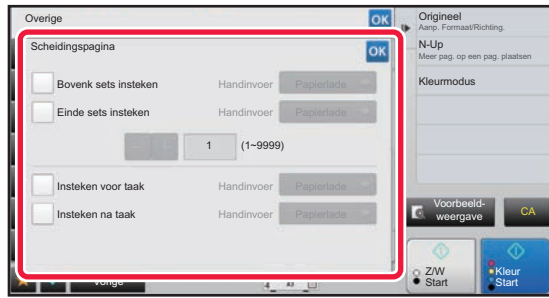 Overige
OK
Scheidingspagina
OK
Bovenk sets insteken
Handinvoer
Papierlade
Einde sets insteken
Handinvoer
Papierlade
1
(1~9999)
Insteken voor taak
Handinvoer
Papierlade
Insteken na taak
Handinvoer
Papierlade
Origineel
Aanp. Formaat/Richting.
N-Up
Meer pag. op een pag. plaatsen
Kleurmodus
Voorbeeld-
weergave
CA
Z/W
Start
Kleur
Start